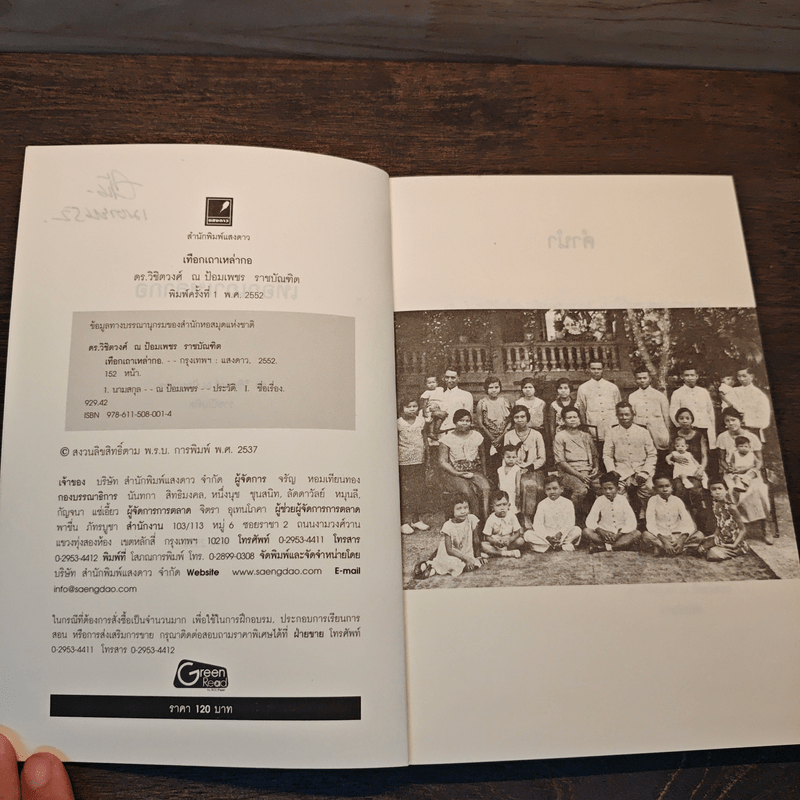 แสงดาว
สำนักพิมพ์แสงดาว
เทือกเถาเหล่ากอ
ดร.วิชิตวงศ์ ณ ป้อมเพชร ราชบัณฑิต
พิมพ์ครั้งที่ 1 พ.ศ. 2552
ข้อมูลทางบรรณานุกรมของสำนักหอสมุดแห่งชาติ
ดร.วิชิตวงศ์ ณ ป้อมเพชร ราชบัณฑิต
เทือกเถาเหล่ากอ. - - กรุงเทพฯ : แสงดาว, 2552.
152 หน้า.
1. นามสกุล - - ณ ป้อมเพชร - - ประวัติ. I. ชื่อเรื่อง.
929.42
ISBN 978-611-508-001-4
© สงวนลิขสิทธิ์ตาม พ.ร.บ. การพิมพ์ พ.ศ. 2537
เจ้าของ บริษัท สำนักพิมพ์แสงดาว จำกัด ผู้จัดการ จรัญ หอมเทียนทอง
กองบรรณาธิการ นันทกา สิทธิมงคล, หนึ่งนุช ชุนสนิท, ลัดดาวัลย์ หมุนลี,
กัญจนา แซ่เอี้ยว ผู้จัดการการตลาด จิตรา อุเทนโภคา ผู้ช่วยผู้จัดการการตลาด
พาชื่น ภัทรบูชา สำนักงาน 103/113 หมู่ 6 ซอยราชา 2 ถนนงามวงศ์วาน
แขวงทุ่งสองห้อง เขตหลักสี่ กรุงเทพฯ 10210 โทรศัพท์ 0-2953-4411 โทรสาร
0-2953-4412 พิมพ์ที่ โสภณการพิมพ์ โทร. 0-2899-0308 จัดพิมพ์และจัดจำหน่ายโดย
บริษัท สำนักพิมพ์แสงดาว จำกัด Website www.saengdao.com E-mail
info@saengdao.com
ในกรณีที่ต้องการสั่งซื้อเป็นจำนวนมาก เพื่อใช้ในการฝึกอบรม, ประกอบการเรียนการ
สอน หรือการส่งเสริมการขาย กรุณาติดต่อสอบถามราคาพิเศษได้ที่ ฝ่ายขาย โทรศัพท์
0-2953-4411 โทรสาร 0-2953-4412
Green
Read
ราคา 120 บาท
คำนำ